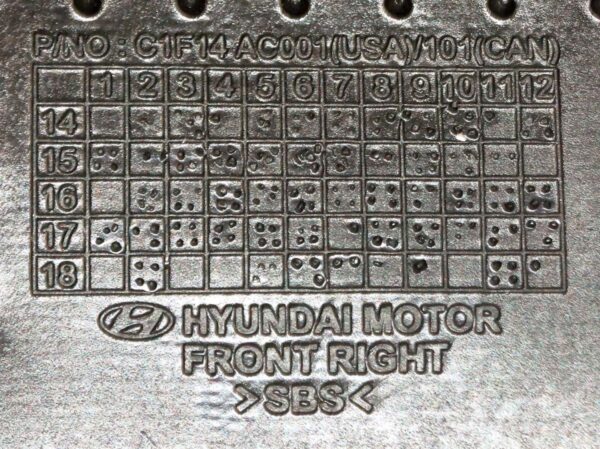 P/NO : C1F14-AC001(USA)/101(CAN)
1 2 3 4 5 6 7 8 9 10 11 12
14
15
16
17
18
HYUNDAI MOTOR
FRONT RIGHT
>SBS<